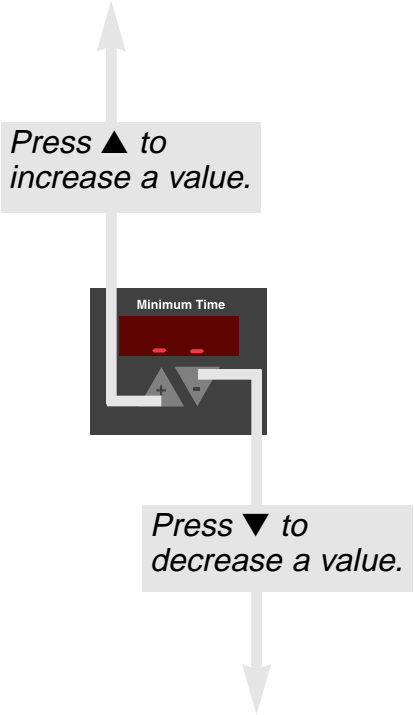 Press ▲ to
increase a value.
Minimum Time
_ _
+ -
Press ▼ to
decrease a value.